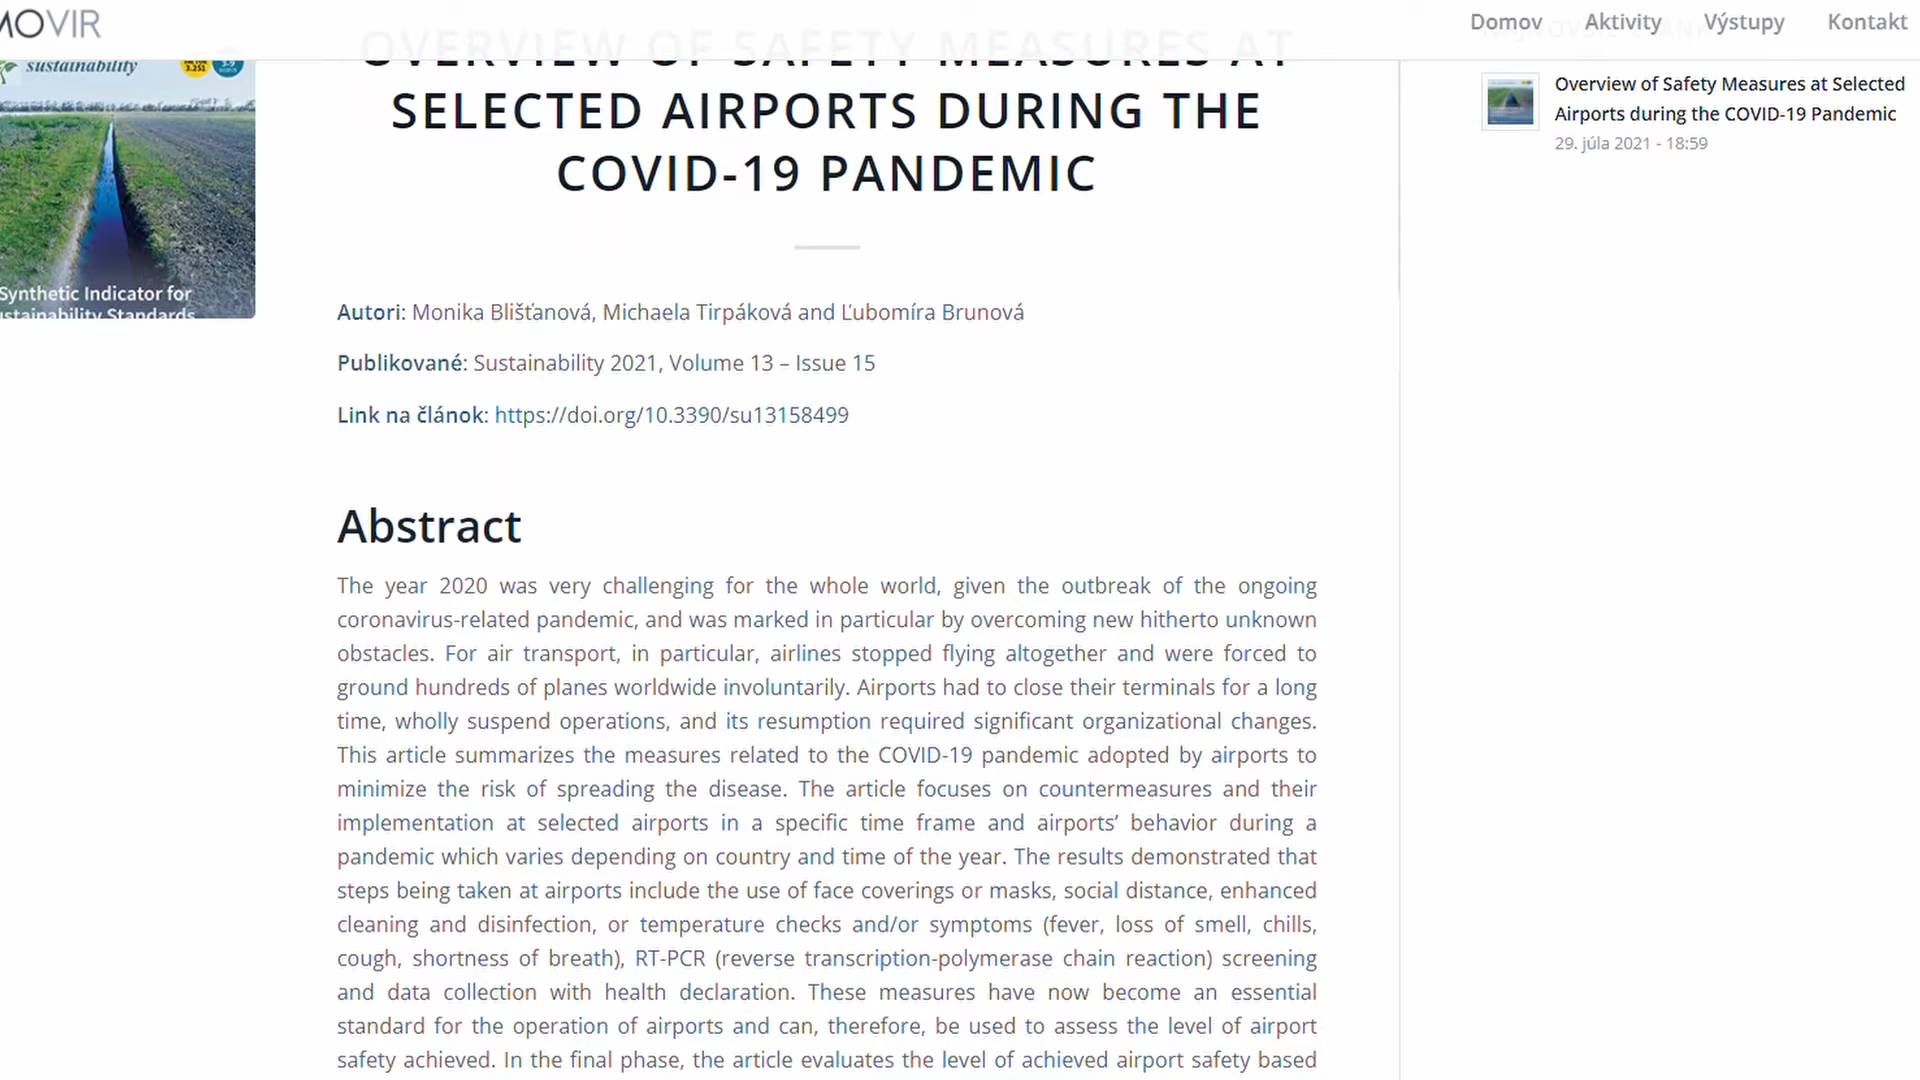 MOVIR
Domov Aktivity Výstupy Kontakt
sustainability
3.251
3.9
Synthetic Indicator for
stainability Standards
OVERVIEW OF SAFETY MEASURES AT
SELECTED AIRPORTS DURING THE
COVID-19 PANDEMIC
Autori: Monika Blišťanová, Michaela Tirpáková and Ľubomíra Brunová
Publikované: Sustainability 2021, Volume 13 – Issue 15
Link na článok: https://doi.org/10.3390/su13158499
Abstract
The year 2020 was very challenging for the whole world, given the outbreak of the ongoing
coronavirus-related pandemic, and was marked in particular by overcoming new hitherto unknown
obstacles. For air transport, in particular, airlines stopped flying altogether and were forced to
ground hundreds of planes worldwide involuntarily. Airports had to close their terminals for a long
time, wholly suspend operations, and its resumption required significant organizational changes.
This article summarizes the measures related to the COVID-19 pandemic adopted by airports to
minimize the risk of spreading the disease. The article focuses on countermeasures and their
implementation at selected airports in a specific time frame and airports’ behavior during a
pandemic which varies depending on country and time of the year. The results demonstrated that
steps being taken at airports include the use of face coverings or masks, social distance, enhanced
cleaning and disinfection, or temperature checks and/or symptoms (fever, loss of smell, chills,
cough, shortness of breath), RT-PCR (reverse transcription-polymerase chain reaction) screening
and data collection with health declaration. These measures have now become an essential
standard for the operation of airports and can, therefore, be used to assess the level of airport
safety achieved. In the final phase, the article evaluates the level of achieved airport safety based
Overview of Safety Measures at Selected
Airports during the COVID-19 Pandemic
29. júla 2021 - 18:59